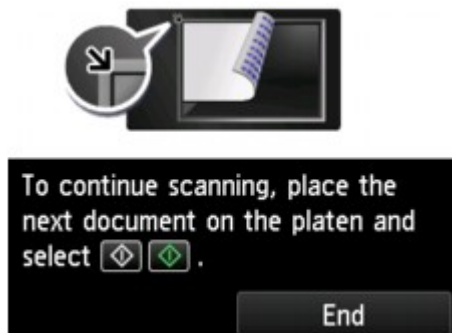 To continue scanning, place the
next document on the platen and
select .
End